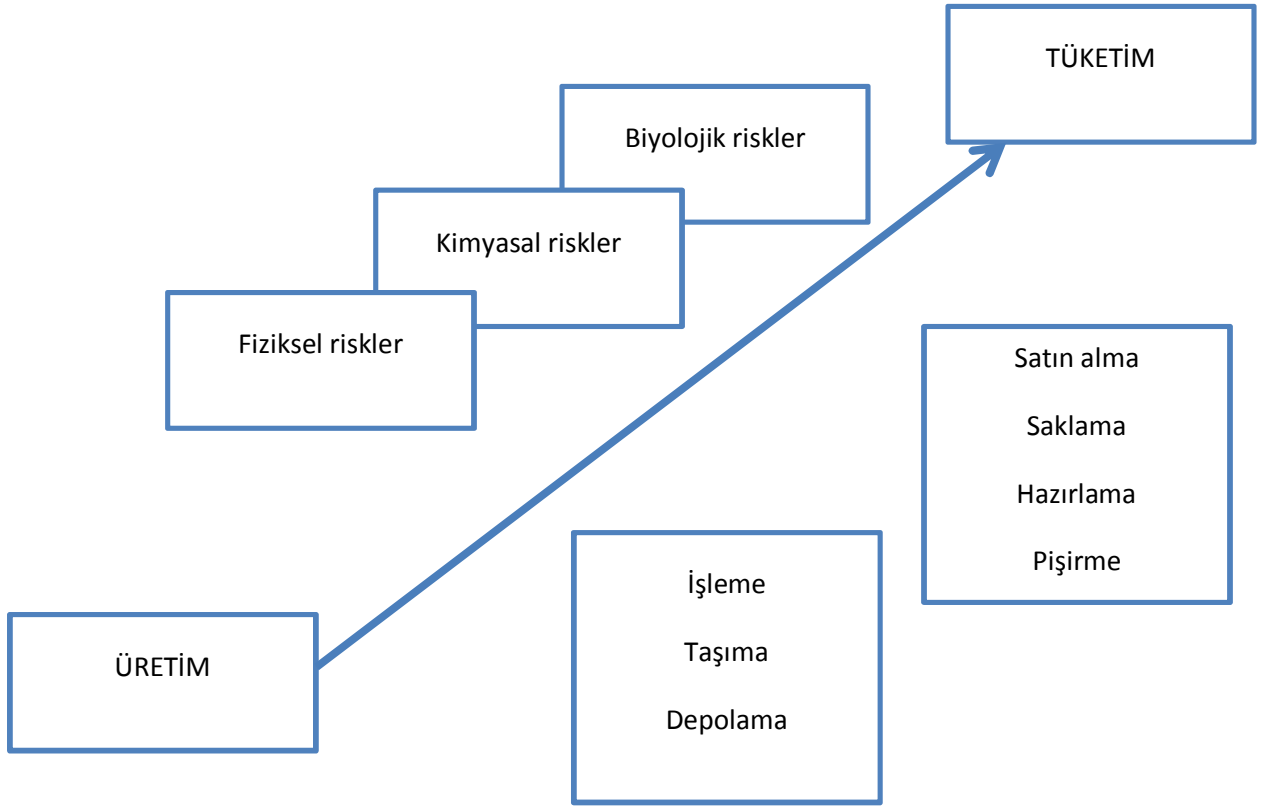 TÜKETİM
Biyolojik riskler
Kimyasal riskler
Fiziksel riskler
Satın alma
Saklama
Hazırlama
Pişirme
İşleme
Taşıma
Depolama
ÜRETİM